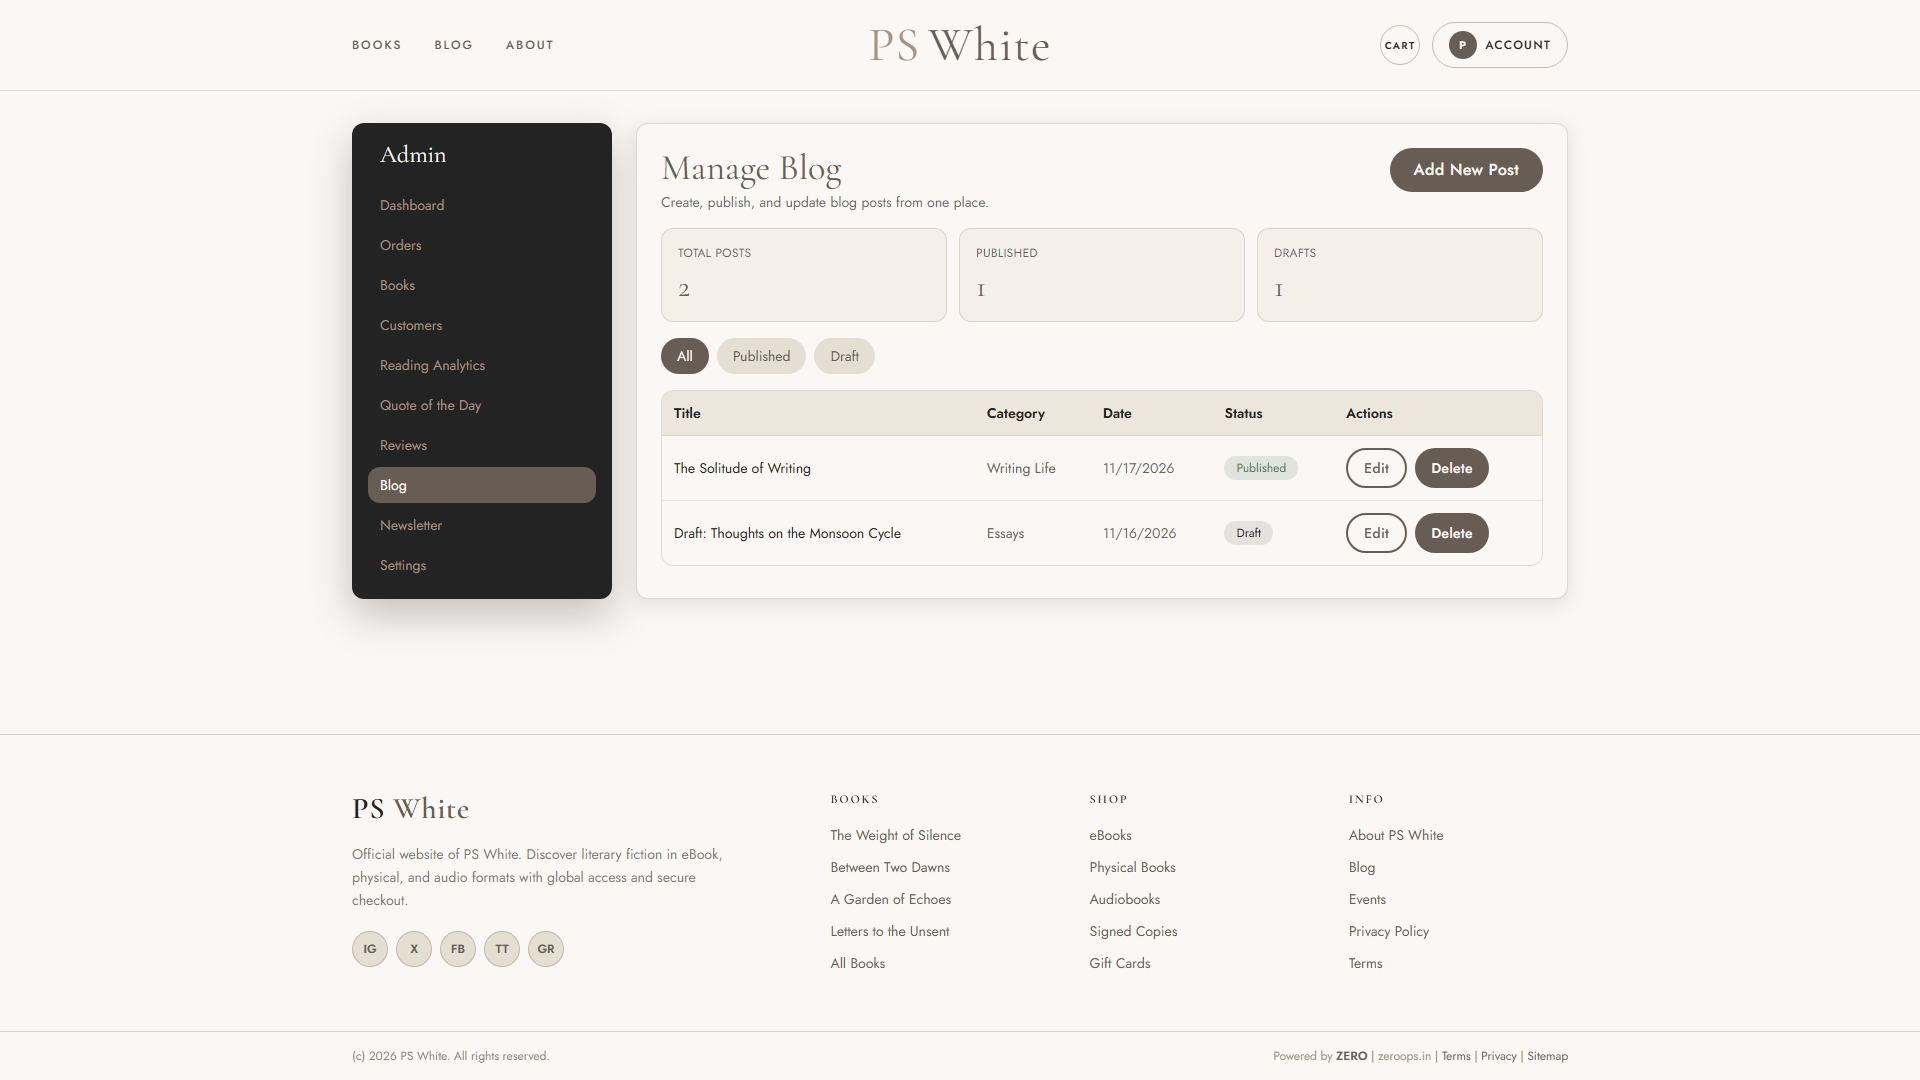 BOOKS BLOG ABOUT
PS White
CART
P ACCOUNT
Admin
Dashboard
Orders
Books
Customers
Reading Analytics
Quote of the Day
Reviews
Blog
Newsletter
Settings
Manage Blog
Create, publish, and update blog posts from one place.
Add New Post
TOTAL POSTS
2
PUBLISHED
1
DRAFTS
1
All Published Draft
Title Category Date Status Actions
The Solitude of Writing Writing Life 11/17/2026 Published Edit Delete
Draft: Thoughts on the Monsoon Cycle Essays 11/16/2026 Draft Edit Delete
PS White
Official website of PS White. Discover literary fiction in eBook,
physical, and audio formats with global access and secure
checkout.
IG X FB TT GR
BOOKS
The Weight of Silence
Between Two Dawns
A Garden of Echoes
Letters to the Unsent
All Books
SHOP
eBooks
Physical Books
Audiobooks
Signed Copies
Gift Cards
INFO
About PS White
Blog
Events
Privacy Policy
Terms
(c) 2026 PS White. All rights reserved.
Powered by ZERO | zeroops.in | Terms | Privacy | Sitemap